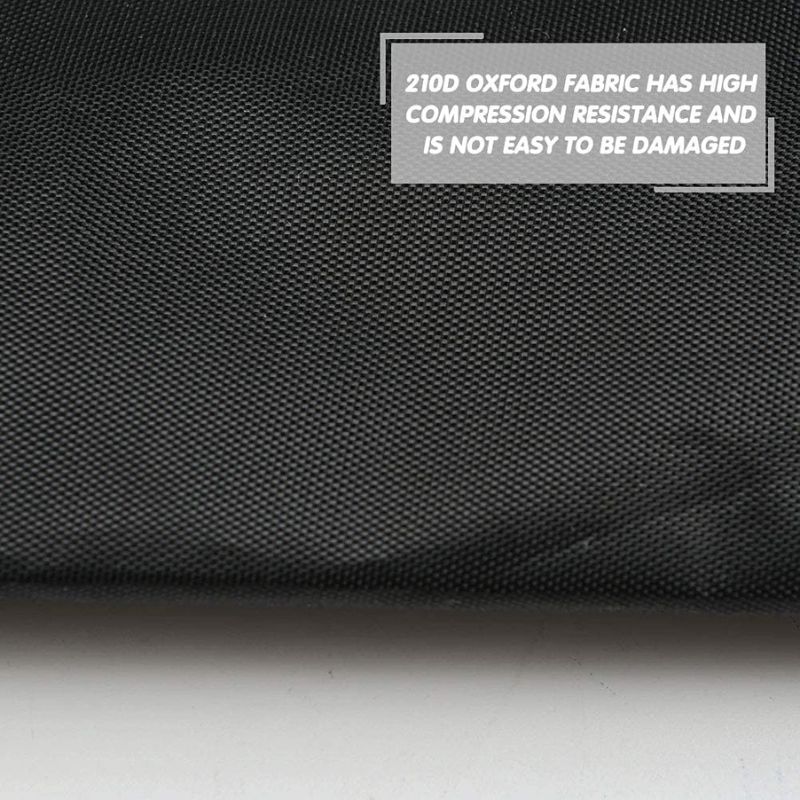 210D OXFORD FABRIC HAS HIGH
COMPRESSION RESISTANCE AND
IS NOT EASY TO BE DAMAGED